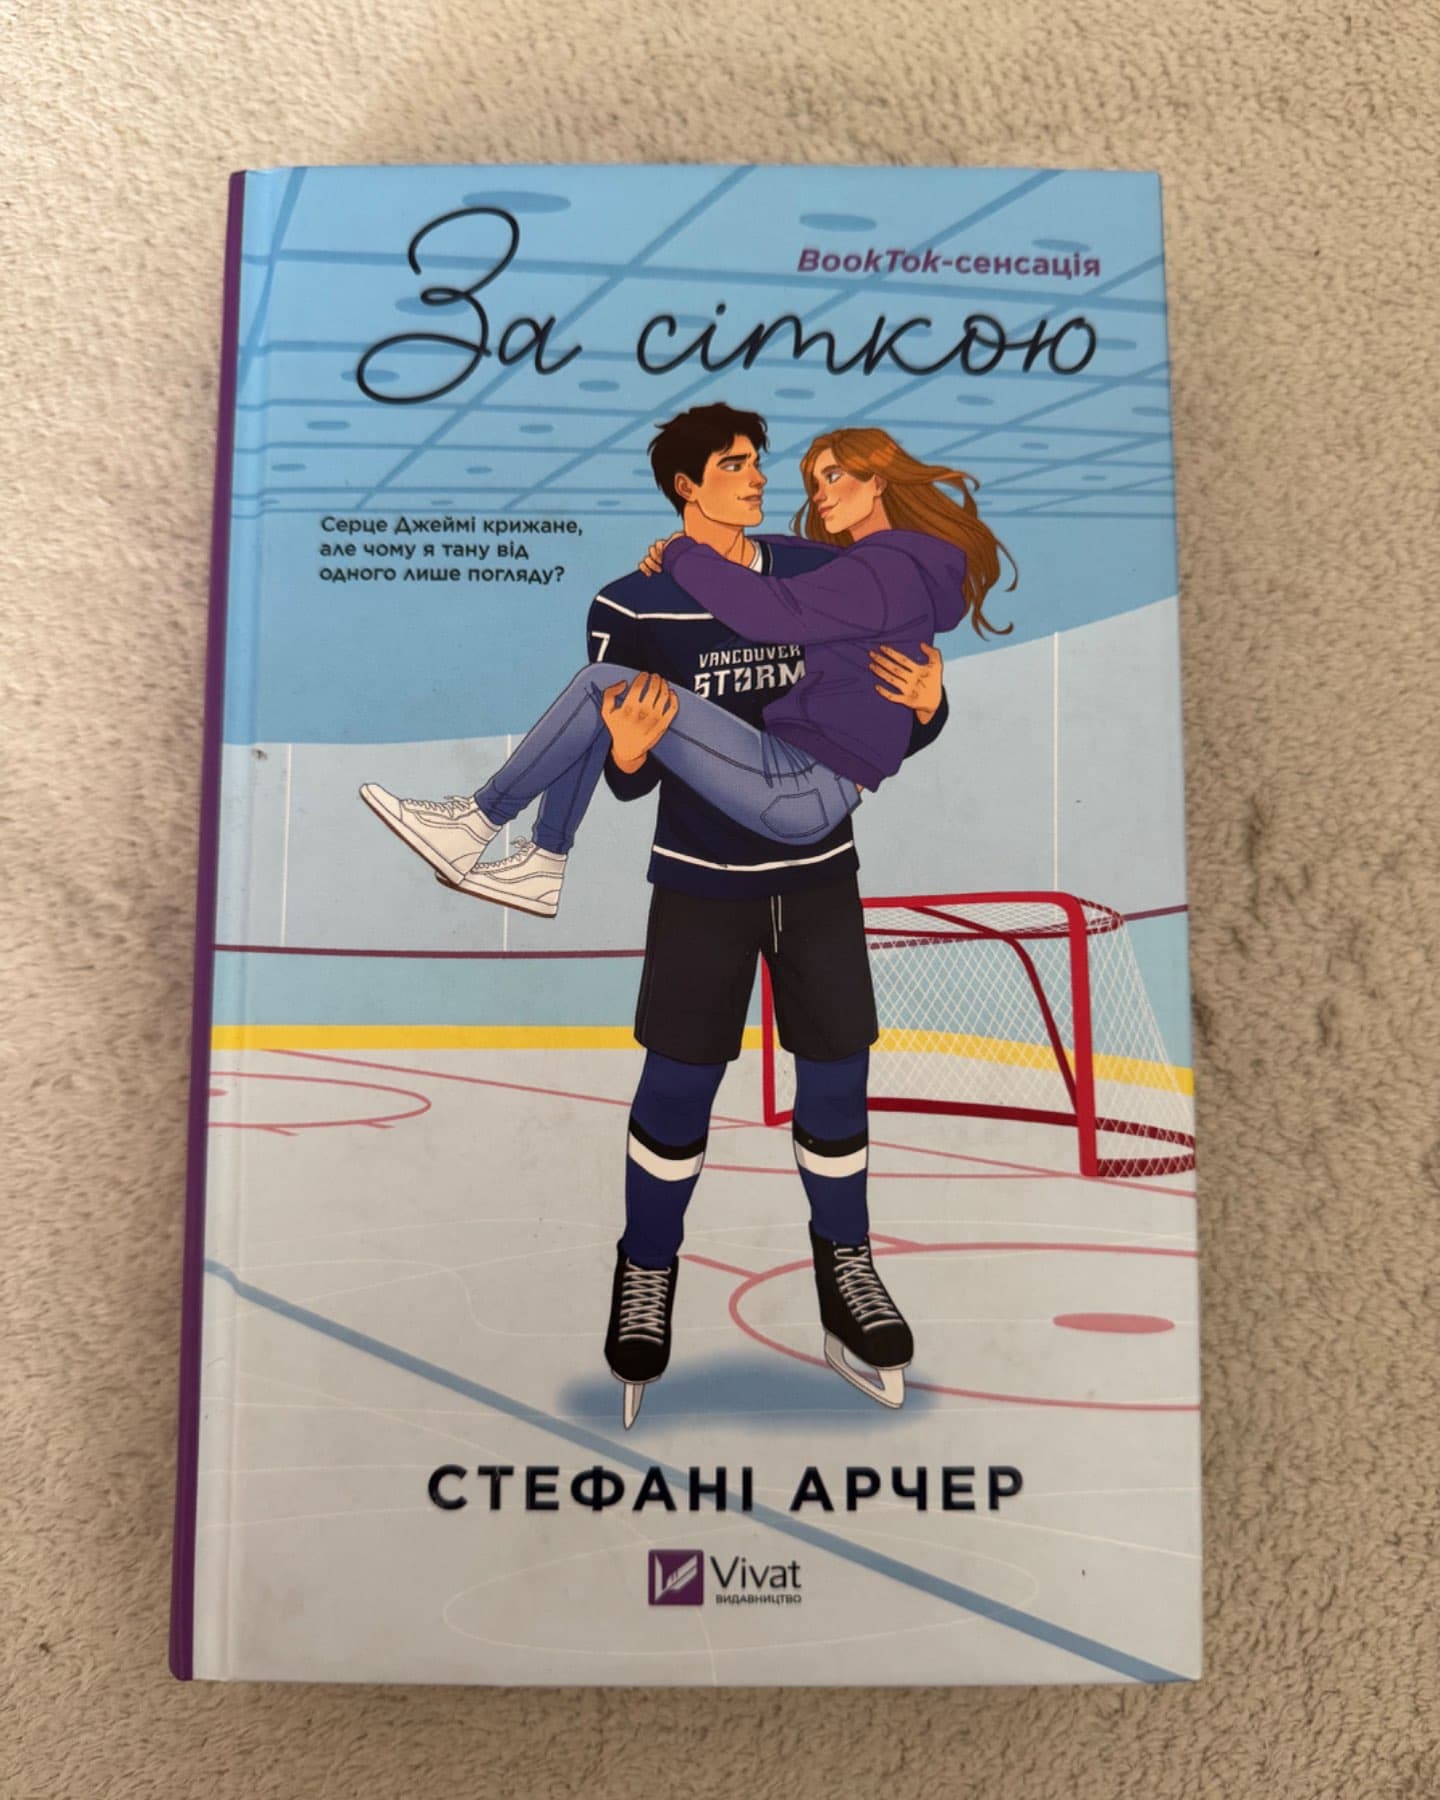 BookTok-сенсація
За сіткою
Серце Джеймі крижане,
але чому я тану від
одного лише погляду?
7
VANCOUVER
STORM
СТЕФАНІ АРЧЕР
Vivat
ВИДАВНИЦТВО